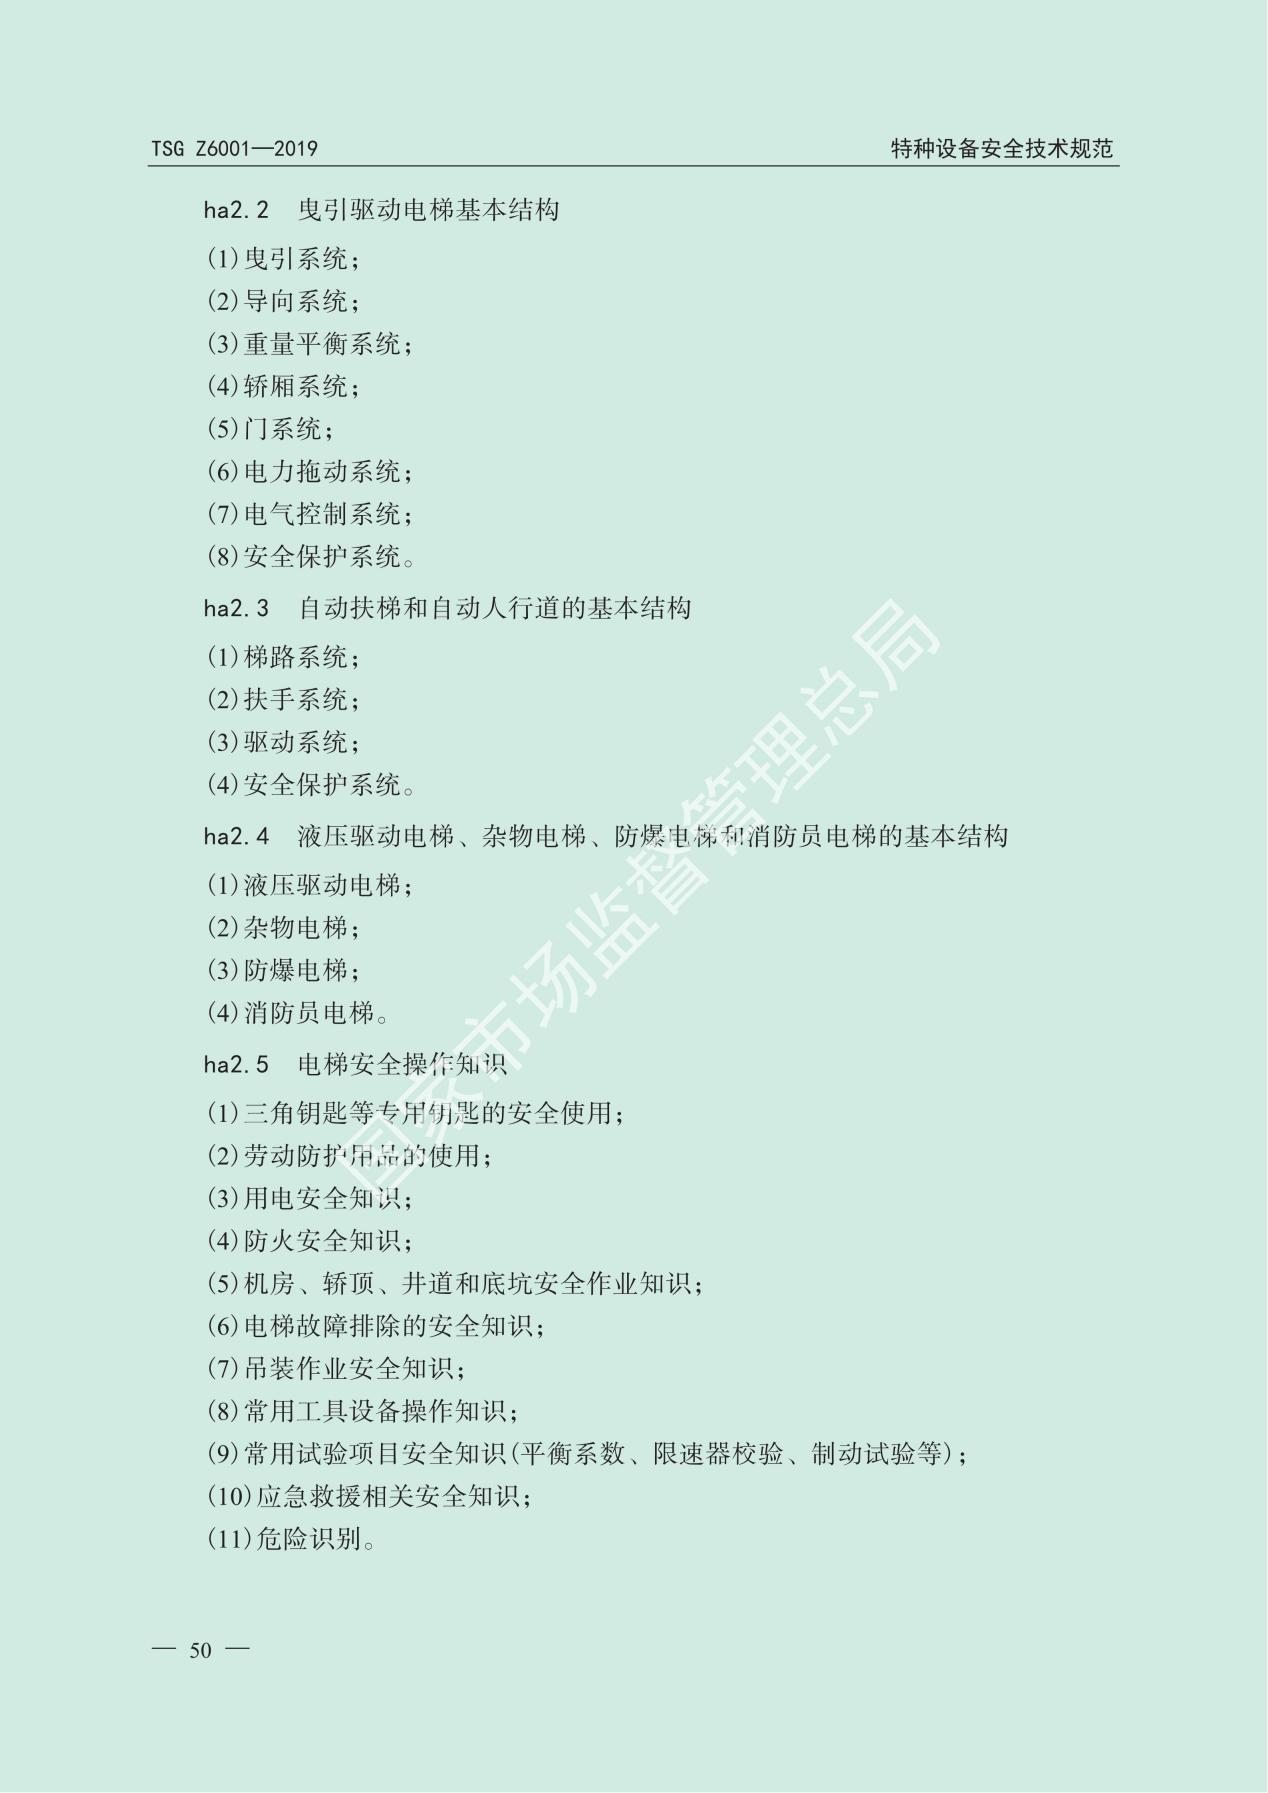 TSG Z6001—2019 特种设备安全技术规范
ha2.2 曳引驱动电梯基本结构
(1)曳引系统；
(2)导向系统；
(3)重量平衡系统；
(4)轿厢系统；
(5)门系统；
(6)电力拖动系统；
(7)电气控制系统；
(8)安全保护系统。
ha2.3 自动扶梯和自动人行道的基本结构
(1)梯路系统；
(2)扶手系统；
(3)驱动系统；
(4)安全保护系统。
ha2.4 液压驱动电梯、杂物电梯、防爆电梯和消防员电梯的基本结构
(1)液压驱动电梯；
(2)杂物电梯；
(3)防爆电梯；
(4)消防员电梯。
ha2.5 电梯安全操作知识
(1)三角钥匙等专用钥匙的安全使用；
(2)劳动防护用品的使用；
(3)用电安全知识；
(4)防火安全知识；
(5)机房、轿顶、井道和底坑安全作业知识；
(6)电梯故障排除的安全知识；
(7)吊装作业安全知识；
(8)常用工具设备操作知识；
(9)常用试验项目安全知识(平衡系数、限速器校验、制动试验等)；
(10)应急救援相关安全知识；
(11)危险识别。
— 50 —
国家市场监督管理总局